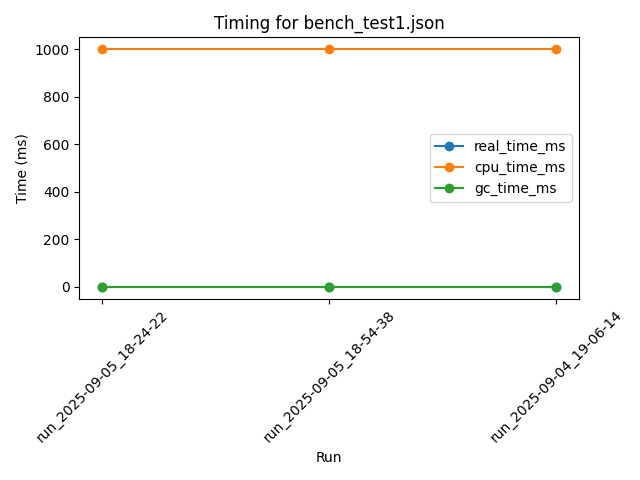 Timing for bench_test1.json
Time (ms)
1000
800
600
400
200
0
real_time_ms
cpu_time_ms
gc_time_ms
run_2025-09-05_18-24-22
run_2025-09-05_18-54-38
run_2025-09-04_19-06-14
Run